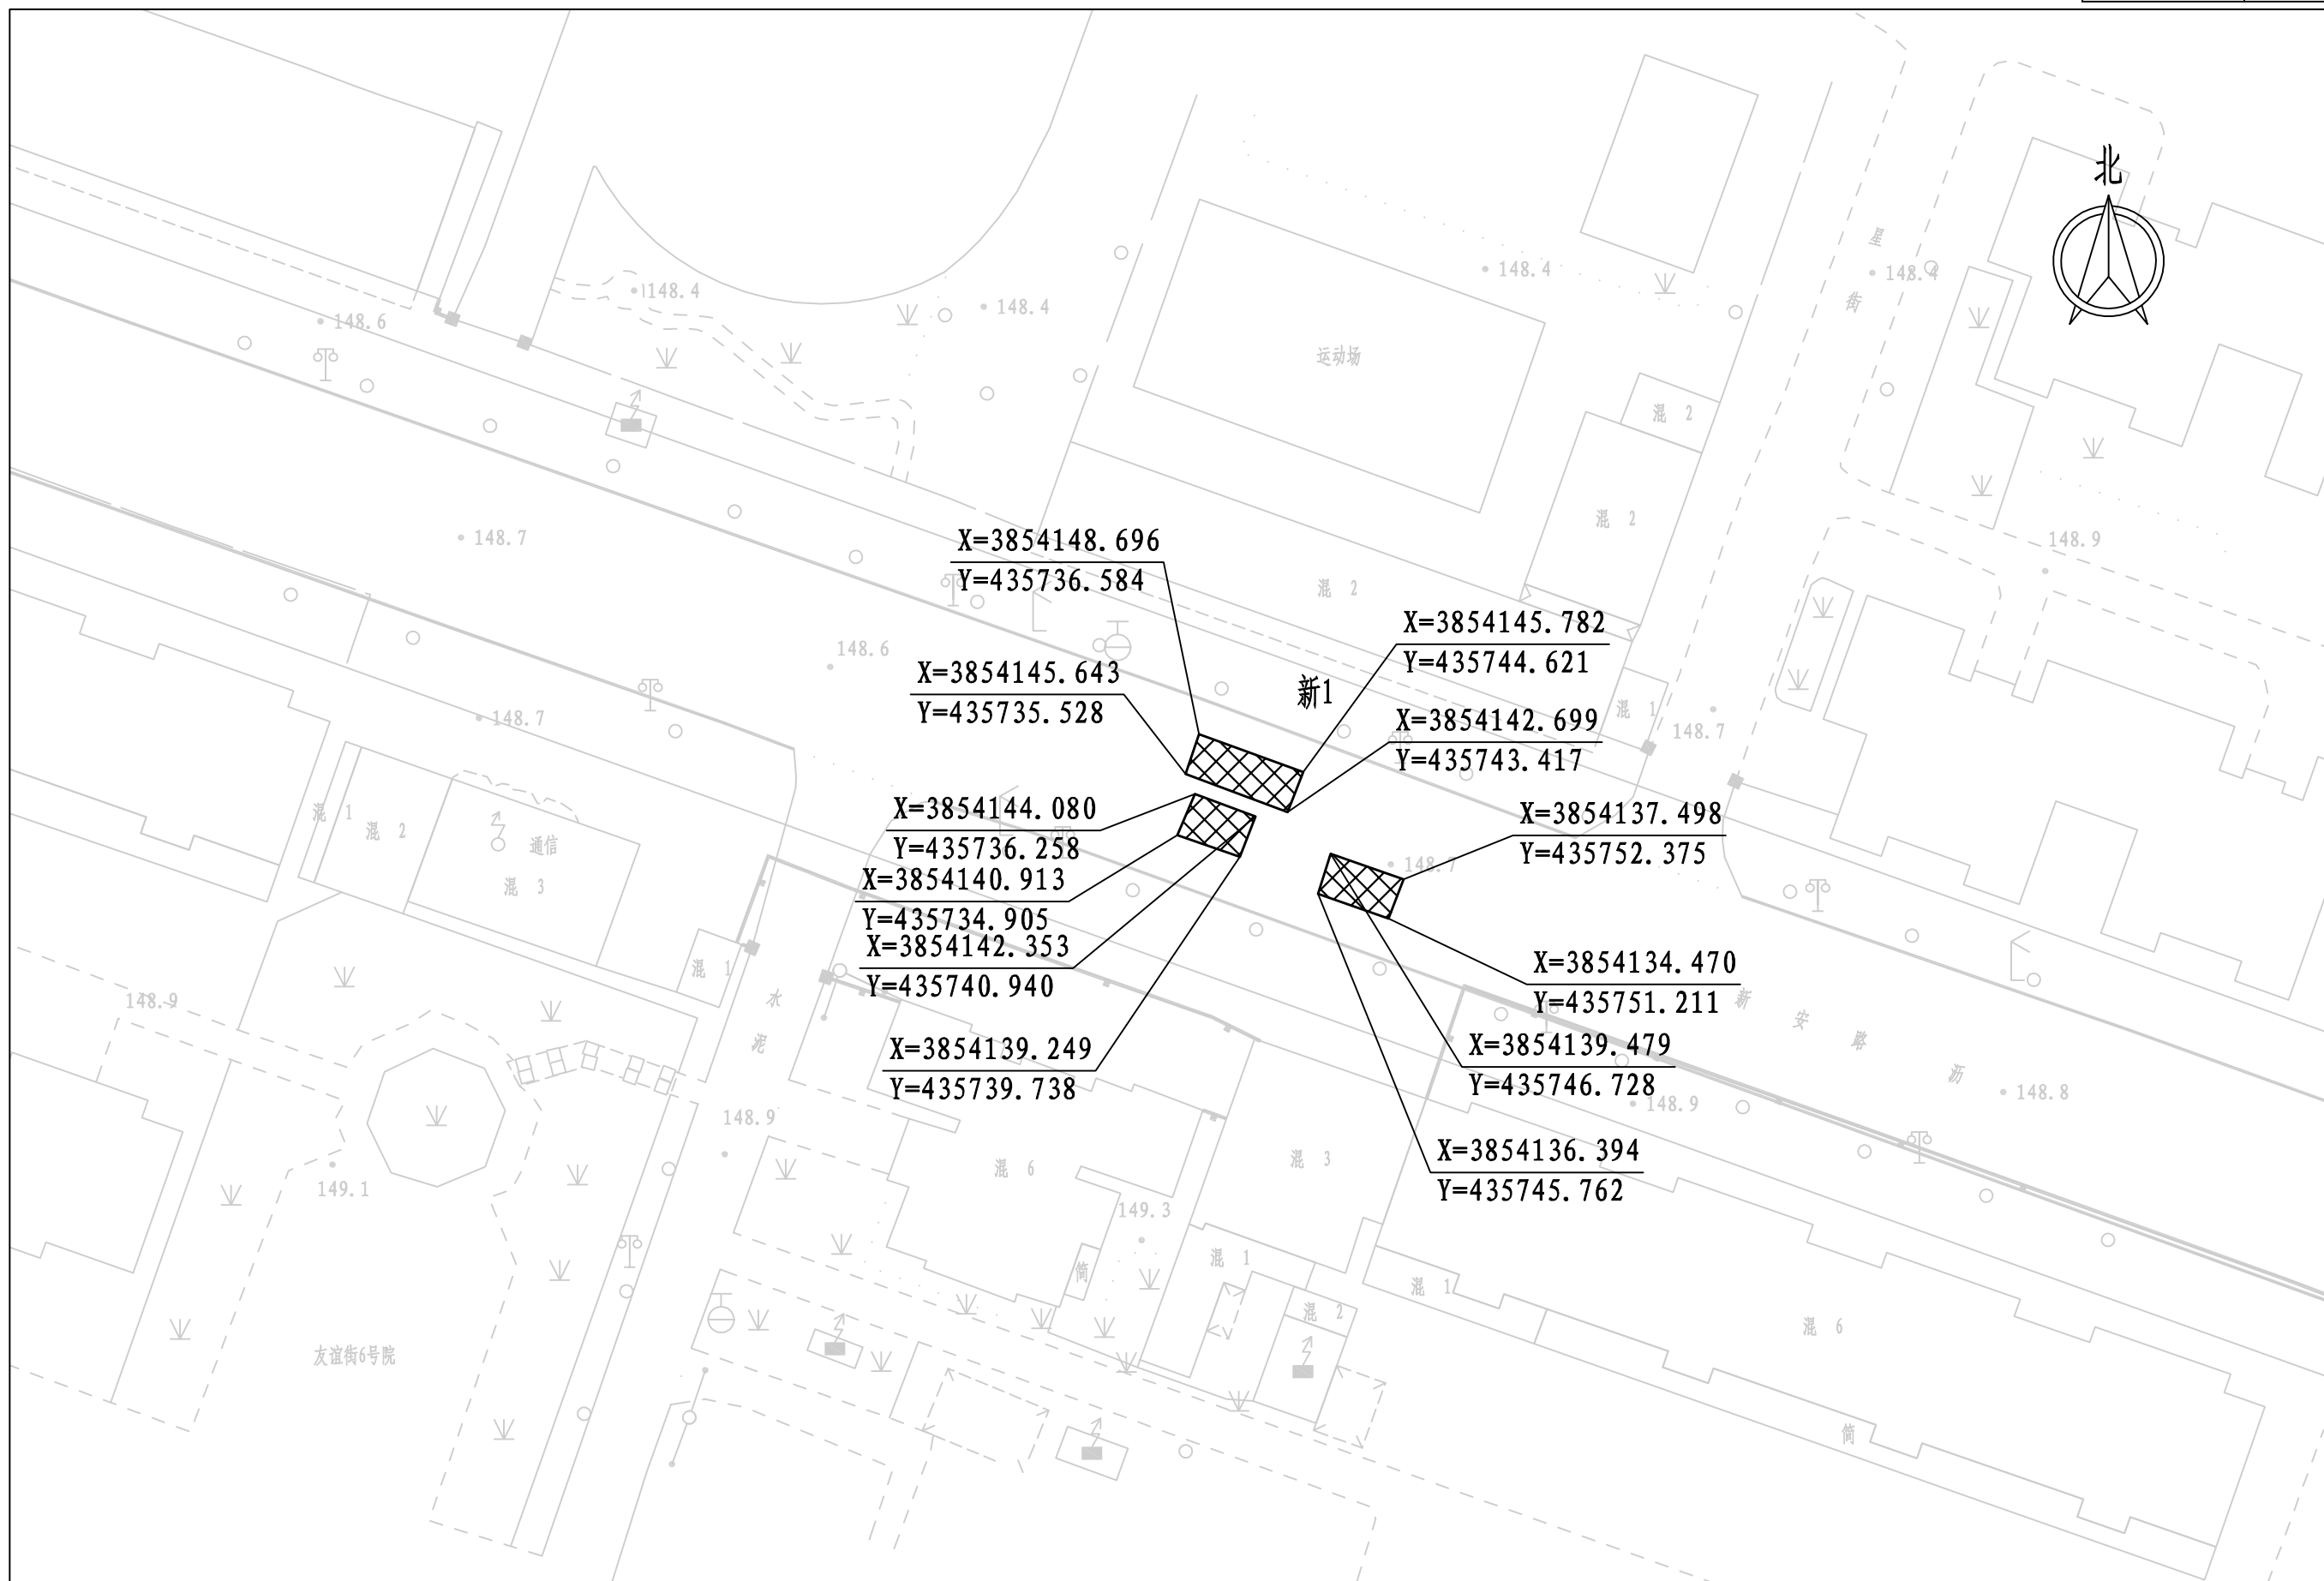 北
星
街
148.4
148.4
148.4
148.4
148.6
运动场
混 2
混 2
148.7
X=3854148.696
Y=435736.584
混 2
148.9
X=3854145.782
Y=435744.621
148.6
X=3854145.643
Y=435735.528
新1
混 1
148.7
X=3854142.699
Y=435743.417
148.7
混 1
混 2
通信
混 3
X=3854144.080
Y=435736.258
X=3854137.498
Y=435752.375
148.7
X=3854140.913
Y=435734.905
X=3854142.353
Y=435740.940
混 1
水
泥
148.9
X=3854134.470
Y=435751.211
新
安
路
沥
X=3854139.249
Y=435739.738
X=3854139.479
Y=435746.728
148.8
148.9
148.9
X=3854136.394
Y=435745.762
混 6
混 3
149.1
149.3
混 1
简
混 1
混 2
混 6
友谊街6号院
简